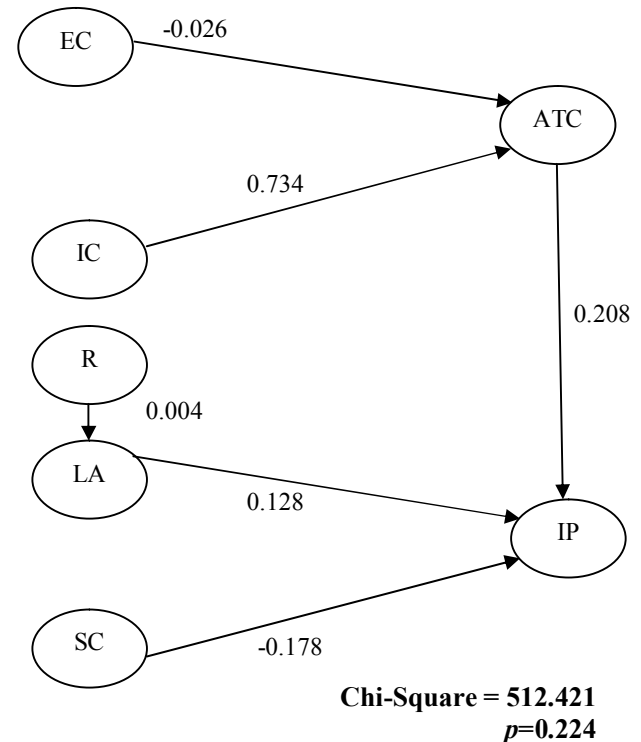 EC
-0.026
ATC
0.734
IC
0.208
R
0.004
LA
0.128
IP
SC
-0.178
Chi-Square = 512.421
p=0.224